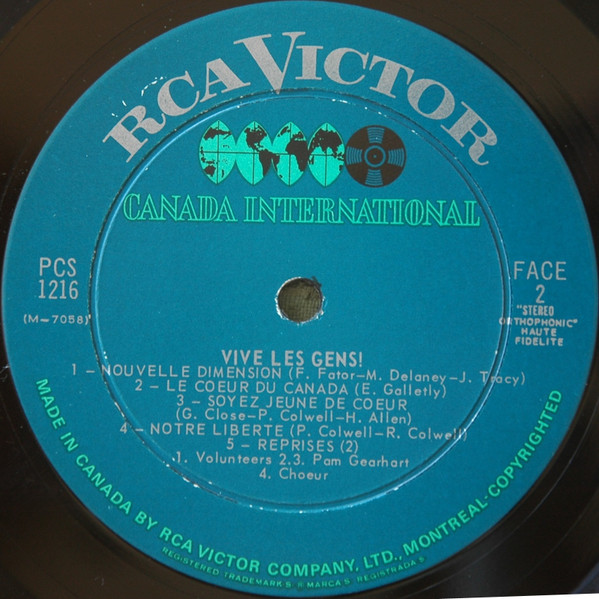 RCA VICTOR
CANADA INTERNATIONAL
PCS
1216
(M-7058)
FACE
2
"STEREO
ORTHOPHONIC"
HAUTE
FIDELITE
VIVE LES GENS!
1 - NOUVELLE DIMENSION (F. Fator-M. Delaney-J. Tracy)
2 - LE COEUR DU CANADA (E. Galletly)
3 - SOYEZ JEUNE DE COEUR
(G. Close-P. Colwell-H. Allen)
4 - NOTRE LIBERTE (P. Colwell-R. Colwell)
5 - REPRISES (2)
1. Volunteers 2.3. Pam Gearhart
4. Choeur
MADE IN CANADA BY RCA VICTOR COMPANY, LTD., MONTREAL-COPYRIGHTED
REGISTERED TRADEMARKS & MARCAS REGISTRADAS